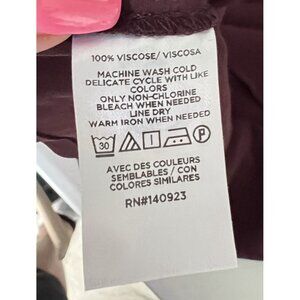 100% VISCOSE/ VISCOSA
MACHINE WASH COLD
DELICATE CYCLE WITH LIKE
COLORS
ONLY NON-CHLORINE
BLEACH WHEN NEEDED
LINE DRY
WARM IRON WHEN NEEDED
30 P
AVEC DES COULEURS
SEMBLABLES / CON
COLORES SIMILARES
RN#140923